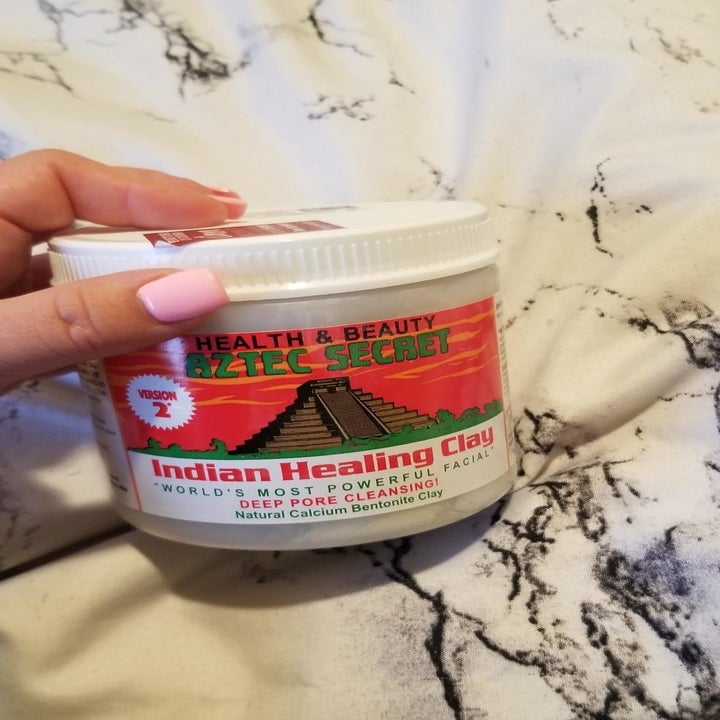 HEALTH & BEAUTY
AZTEC SECRET
VERSION
2*
Indian Healing Clay
"WORLD'S MOST POWERFUL FACIAL"
DEEP PORE CLEANSING!
Natural Calcium Bentonite Clay